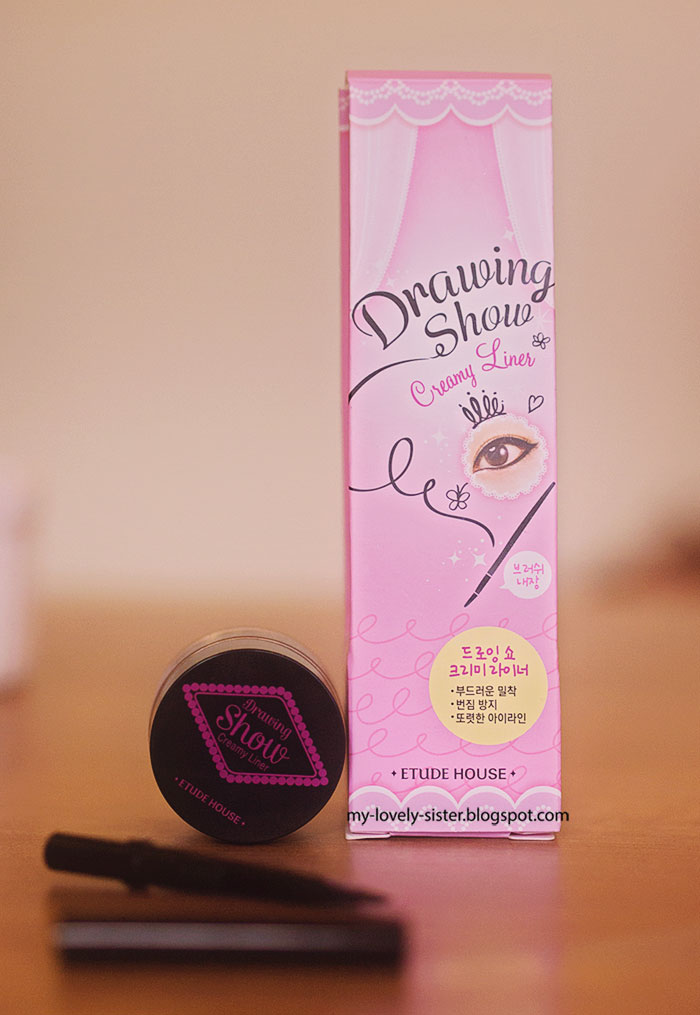 Drawing
Show
Creamy Liner
브러쉬
내장
드로잉 쇼
크리미 라이너
• 부드러운 밀착
• 번짐 방지
• 또렷한 아이라인
• ETUDE HOUSE •
Drawing
Show
Creamy Liner
• ETUDE HOUSE •
my-lovely-sister.blogspot.com